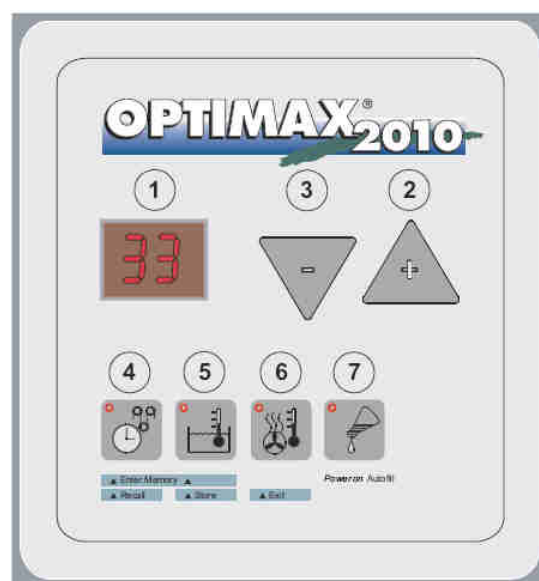 OPTIMAX® 2010
1 3 2
33
- +
4 5 6 7
▲ Enter Memory ▲
Power on Autofill
▲ Recall ▲ Store ▲ Exit